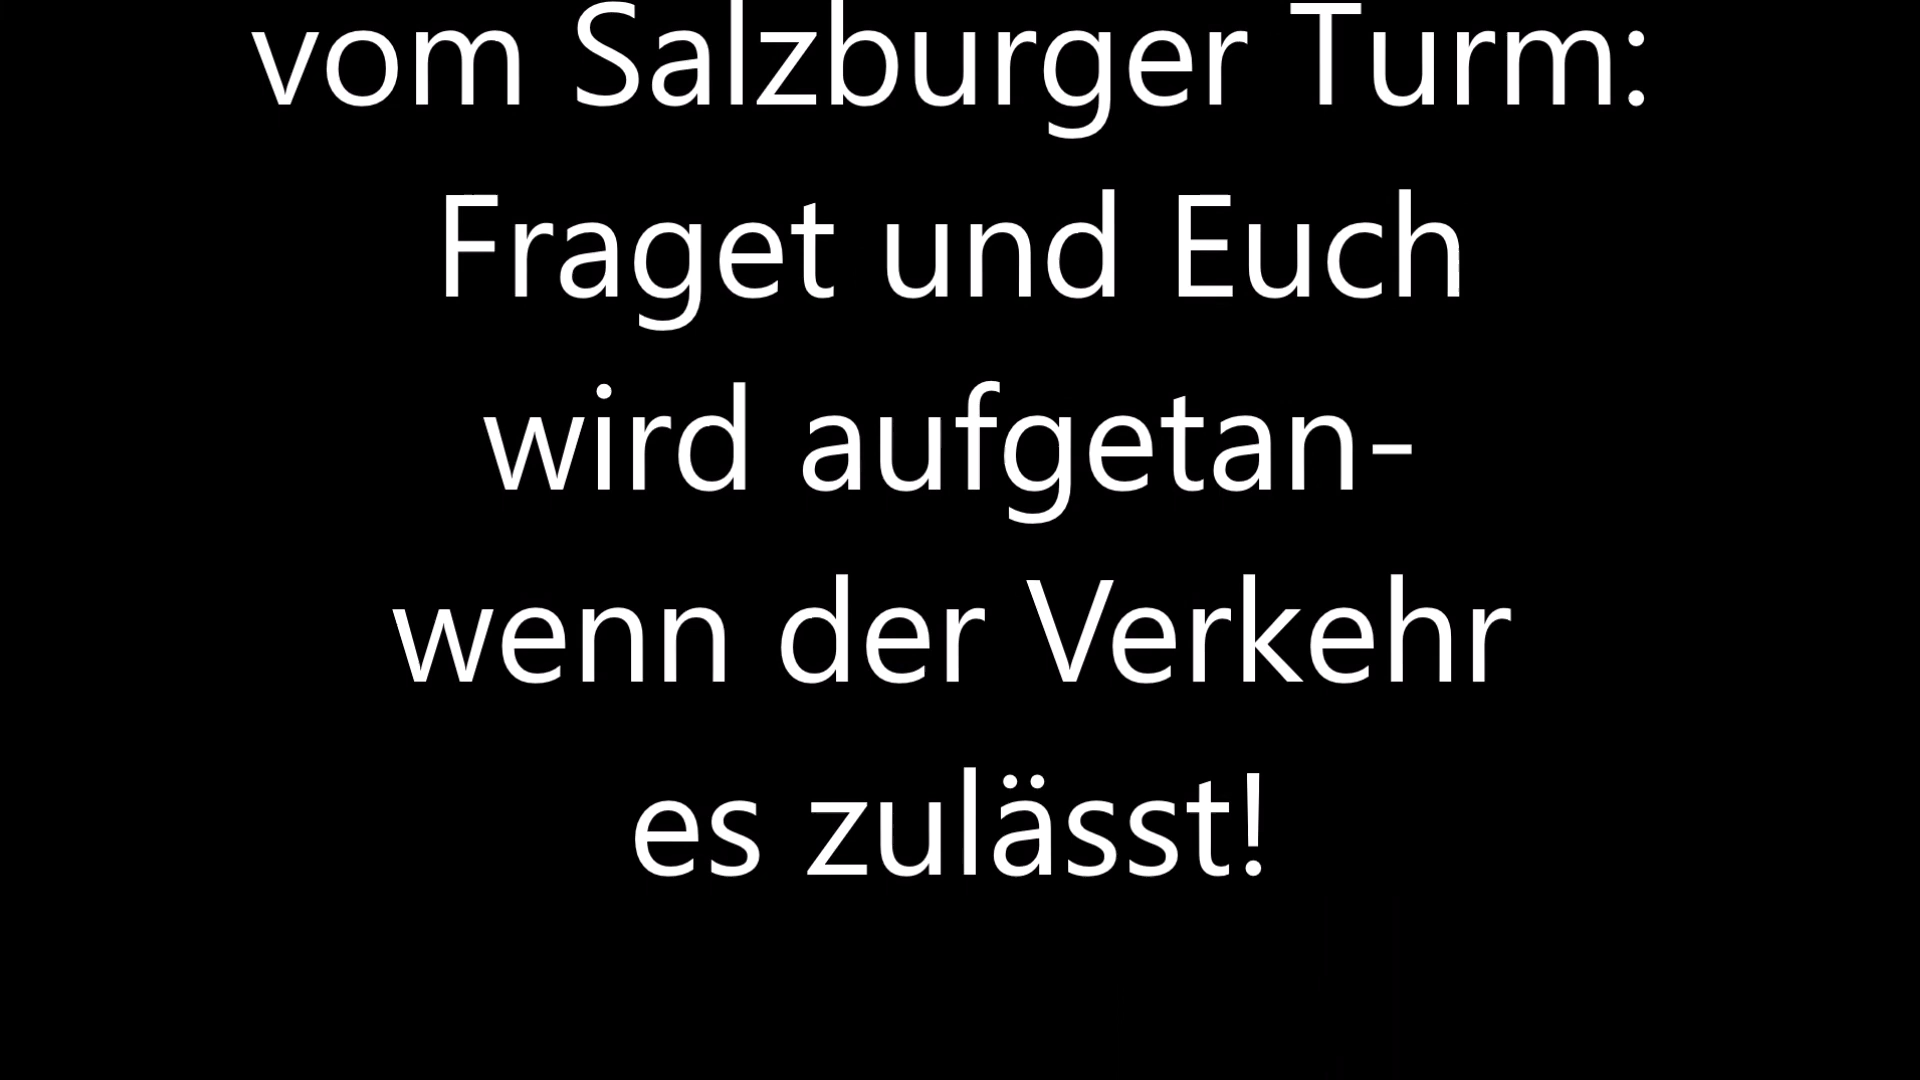 vom Salzburger Turm:
Fraget und Euch
wird aufgetan-
wenn der Verkehr
es zulässt!